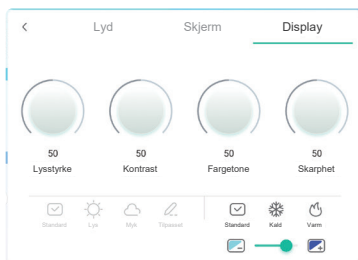 Lyd Skjerm Display
50 50 50 50
Lysstyrke Kontrast Fargetone Skarphet
Standard Lys Myk Tilpasset Standard Kald Varm